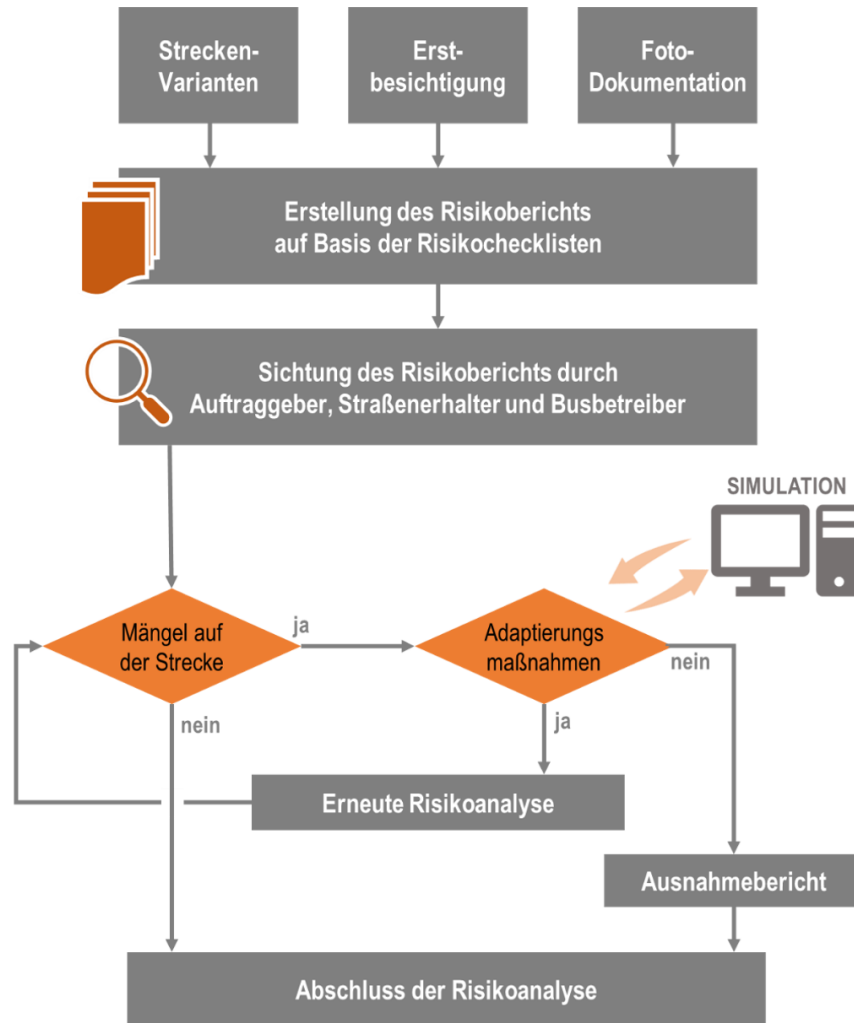 Strecken-
Varianten
Erst-
besichtigung
Foto-
Dokumentation
Erstellung des Risikoberichts
auf Basis der Risikochecklisten
Sichtung des Risikoberichts durch
Auftraggeber, Straßenerhalter und Busbetreiber
SIMULATION
Mängel auf
der Strecke
ja
Adaptierungs
maßnahmen
nein
nein
ja
Erneute Risikoanalyse
Ausnahmebericht
Abschluss der Risikoanalyse